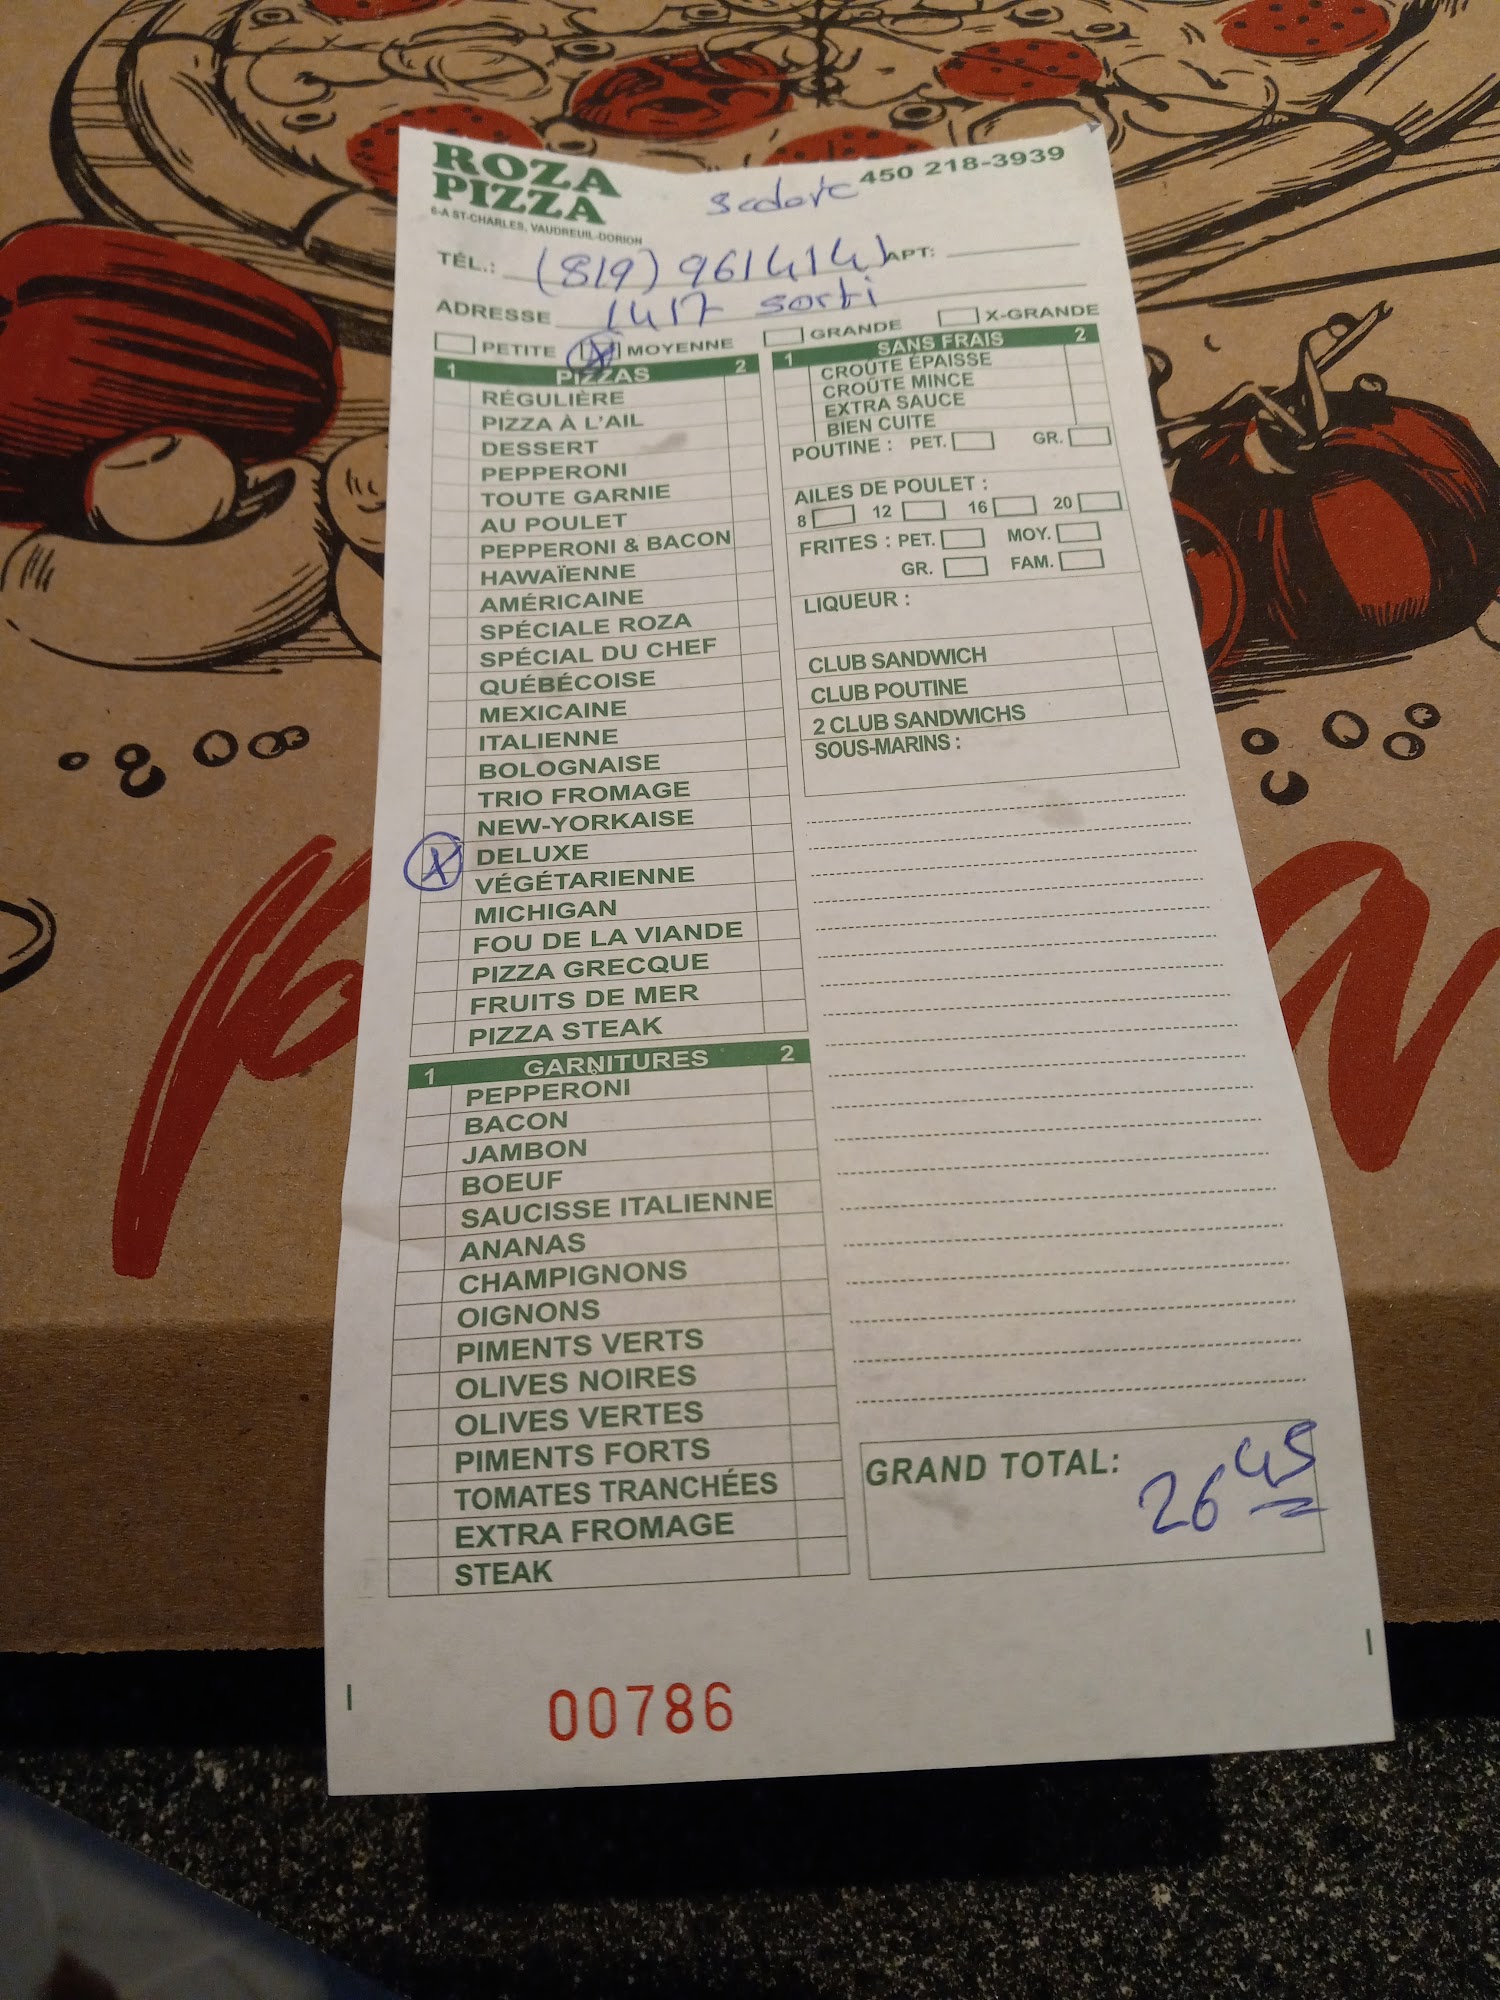 ROZA
PIZZA
6-A ST-CHARLES, VAUDREUIL-DORION
450 218-3939
TÉL.: (819) 9614141 APT:
ADRESSE 1417 sorti
PETITE X MOYENNE GRANDE X-GRANDE
1 PIZZAS 2
RÉGULIÈRE
PIZZA À L'AIL
DESSERT
PEPPERONI
TOUTE GARNIE
AU POULET
PEPPERONI & BACON
HAWAÏENNE
AMÉRICAINE
SPÉCIALE ROZA
SPÉCIAL DU CHEF
QUÉBÉCOISE
MEXICAINE
ITALIENNE
BOLOGNAISE
TRIO FROMAGE
NEW-YORKAISE
X DELUXE
VÉGÉTARIENNE
MICHIGAN
FOU DE LA VIANDE
PIZZA GRECQUE
FRUITS DE MER
PIZZA STEAK
1 GARNITURES 2
PEPPERONI
BACON
JAMBON
BOEUF
SAUCISSE ITALIENNE
ANANAS
CHAMPIGNONS
OIGNONS
PIMENTS VERTS
OLIVES NOIRES
OLIVES VERTES
PIMENTS FORTS
TOMATES TRANCHÉES
EXTRA FROMAGE
STEAK
1 SANS FRAIS 2
CROÛTE ÉPAISSE
CROÛTE MINCE
EXTRA SAUCE
BIEN CUITE
POUTINE : PET. GR.
AILES DE POULET :
8 12 16 20
FRITES : PET. MOY.
GR. FAM.
LIQUEUR :
CLUB SANDWICH
CLUB POUTINE
2 CLUB SANDWICHS
SOUS-MARINS :
GRAND TOTAL: 26 45
00786